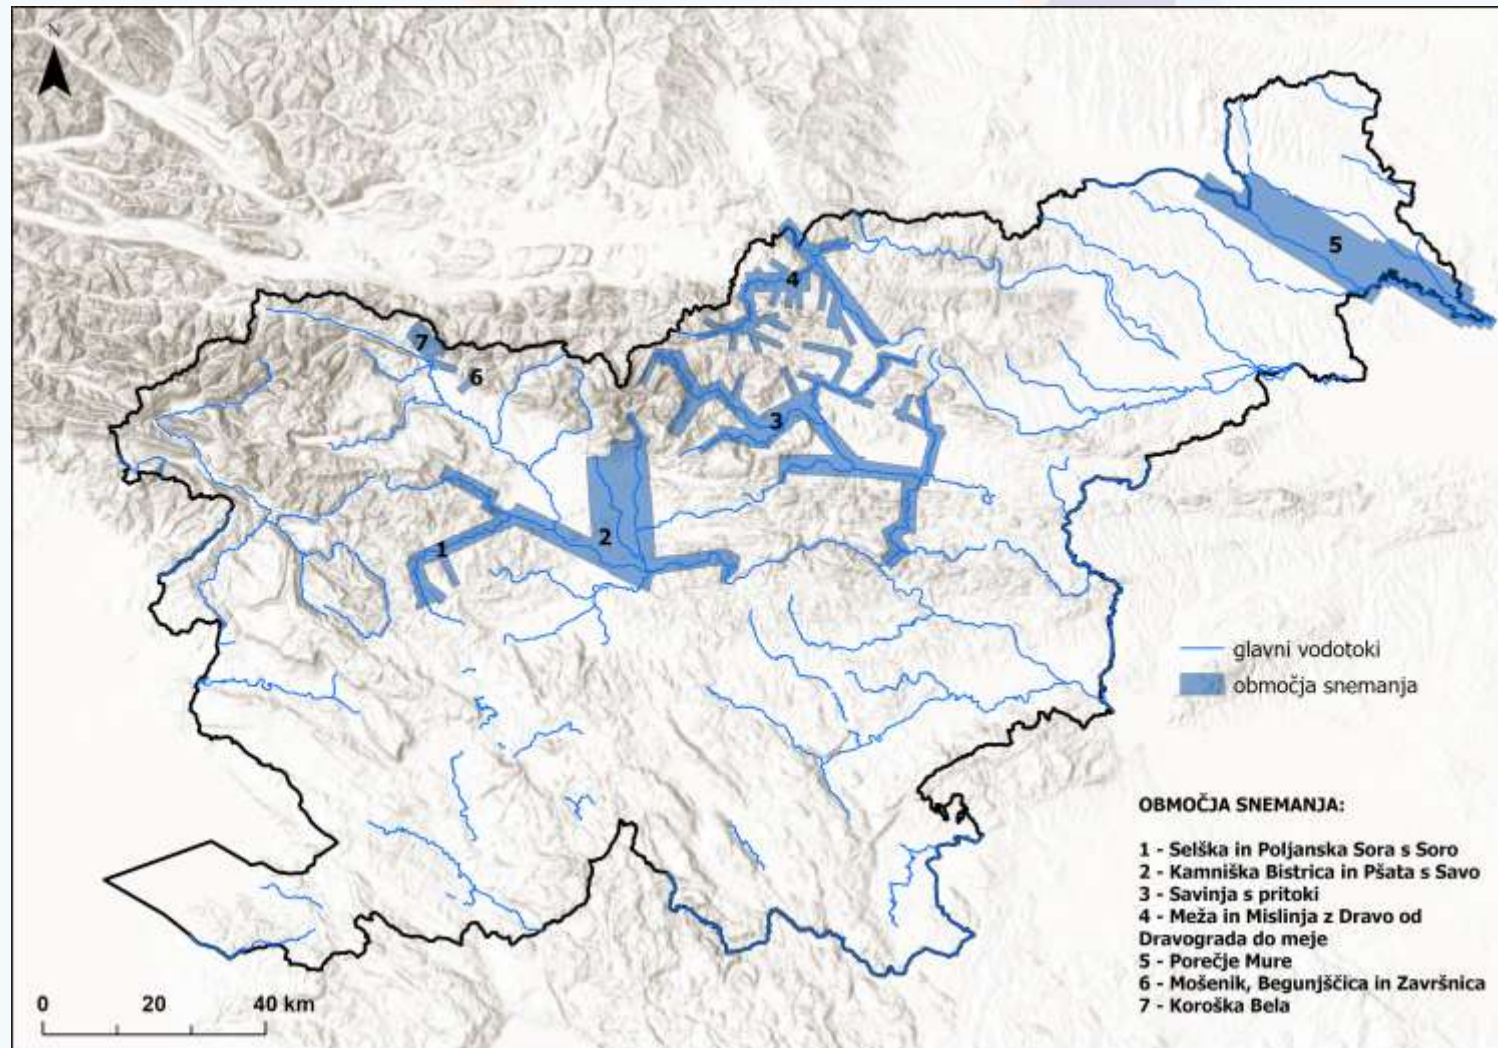 N
7
6
4
5
3
2
1
glavni vodotoki
območja snemanja
OBMOČJA SNEMANJA:
1 - Selška in Poljanska Sora s Soro
2 - Kamniška Bistrica in Pšata s Savo
3 - Savinja s pritoki
4 - Meža in Mislinja z Dravo od
Dravograda do meje
5 - Porečje Mure
6 - Mošenik, Begunjščica in Završnica
7 - Koroška Bela
0 20 40 km